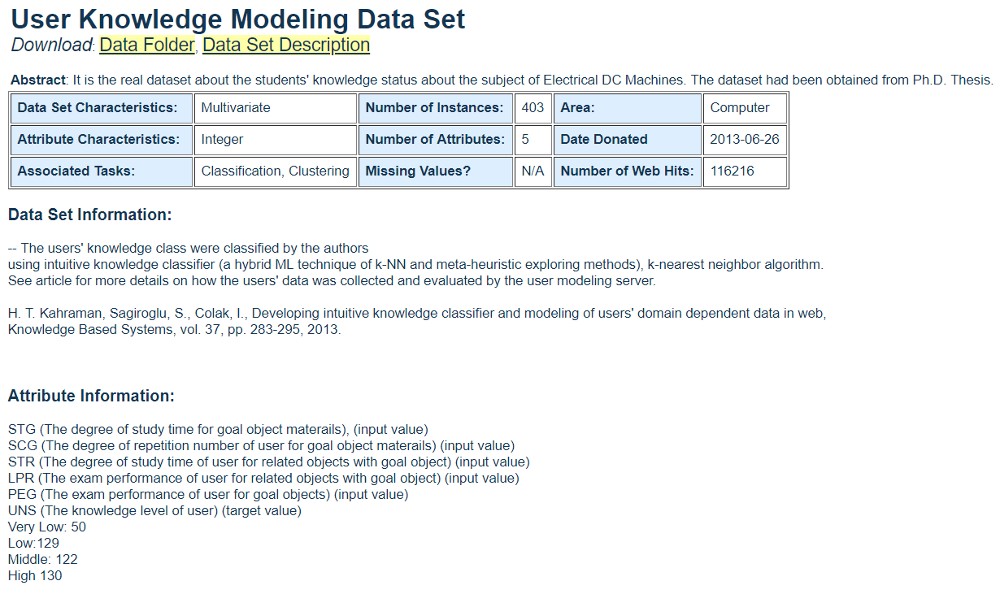 User Knowledge Modeling Data Set
Download: Data Folder, Data Set Description
Abstract: It is the real dataset about the students' knowledge status about the subject of Electrical DC Machines. The dataset had been obtained from Ph.D. Thesis.
Data Set Characteristics: Multivariate Number of Instances: 403 Area: Computer
Attribute Characteristics: Integer Number of Attributes: 5 Date Donated 2013-06-26
Associated Tasks: Classification, Clustering Missing Values? N/A Number of Web Hits: 116216
Data Set Information:
-- The users' knowledge class were classified by the authors
using intuitive knowledge classifier (a hybrid ML technique of k-NN and meta-heuristic exploring methods), k-nearest neighbor algorithm.
See article for more details on how the users' data was collected and evaluated by the user modeling server.
H. T. Kahraman, Sagiroglu, S., Colak, I., Developing intuitive knowledge classifier and modeling of users' domain dependent data in web,
Knowledge Based Systems, vol. 37, pp. 283-295, 2013.
Attribute Information:
STG (The degree of study time for goal object materails), (input value)
SCG (The degree of repetition number of user for goal object materails) (input value)
STR (The degree of study time of user for related objects with goal object) (input value)
LPR (The exam performance of user for related objects with goal object) (input value)
PEG (The exam performance of user for goal objects) (input value)
UNS (The knowledge level of user) (target value)
Very Low: 50
Low:129
Middle: 122
High 130